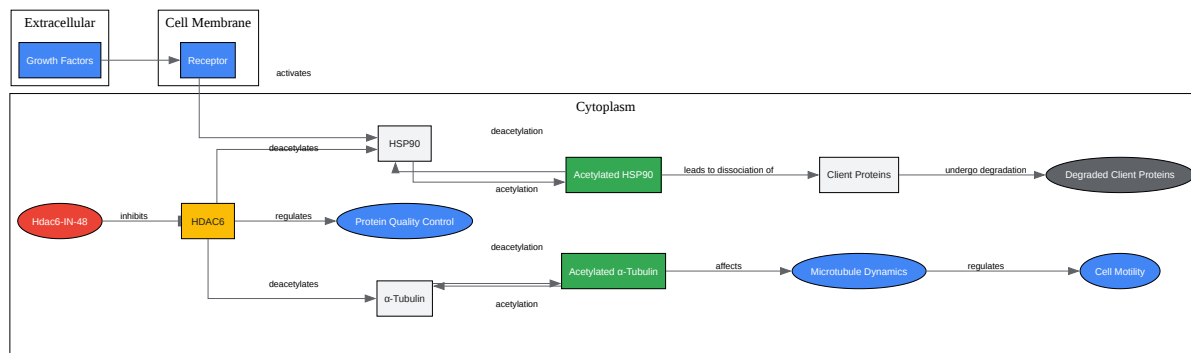 Extracellular
Cell Membrane
Growth Factors
Receptor
activates
Cytoplasm
deacetylation
HSP90
deacetylates
Acetylated HSP90
leads to dissociation of
Client Proteins
undergo degradation
Degraded Client Proteins
acetylation
Hdac6-IN-48
inhibits
HDAC6
regulates
Protein Quality Control
deacetylation
Acetylated α-Tubulin
affects
Microtubule Dynamics
regulates
Cell Motility
deacetylates
α-Tubulin
acetylation